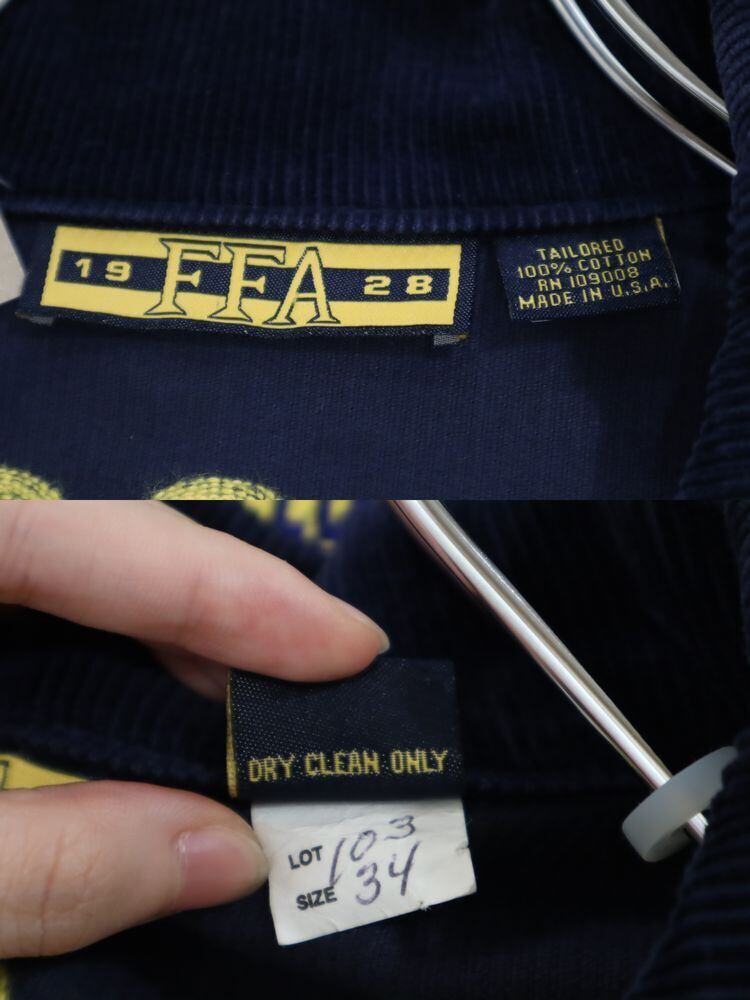 19 FFA 28
TAILORED
100% COTTON
RN 109008
MADE IN U.S.A.
DRY CLEAN ONLY
LOT 103
SIZE 34